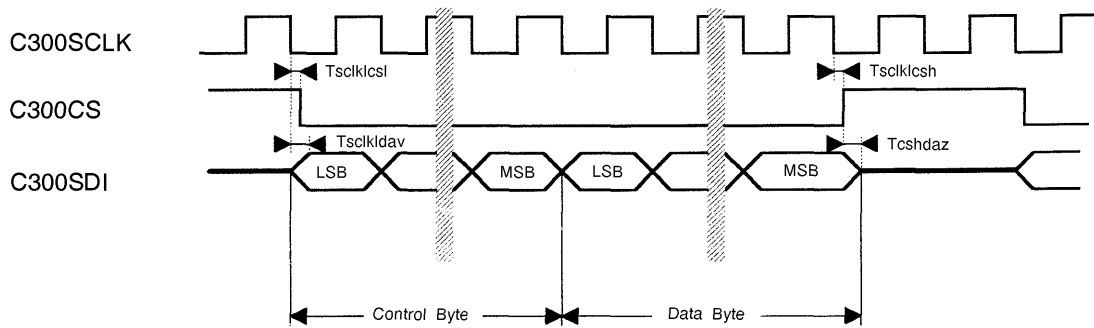 C300SCLK
Tsclklcsl
Tsclklcsh
C300CS
Tsclkldav
Tcshdaz
C300SDI
LSB
MSB
LSB
MSB
Control Byte
Data Byte